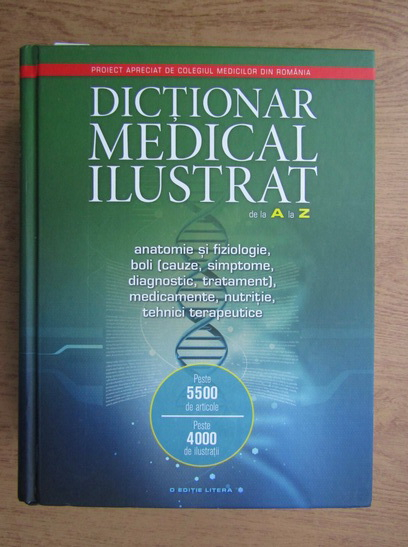 PROIECT APRECIAT DE COLEGIUL MEDICILOR DIN ROMÂNIA
DICȚIONAR
MEDICAL
ILUSTRAT
de la A la Z
anatomie și fiziologie,
boli (cauze, simptome,
diagnostic, tratament),
medicamente, nutriție,
tehnici terapeutice
Peste
5500
de articole
Peste
4000
de ilustrații
O EDIȚIE LITERA